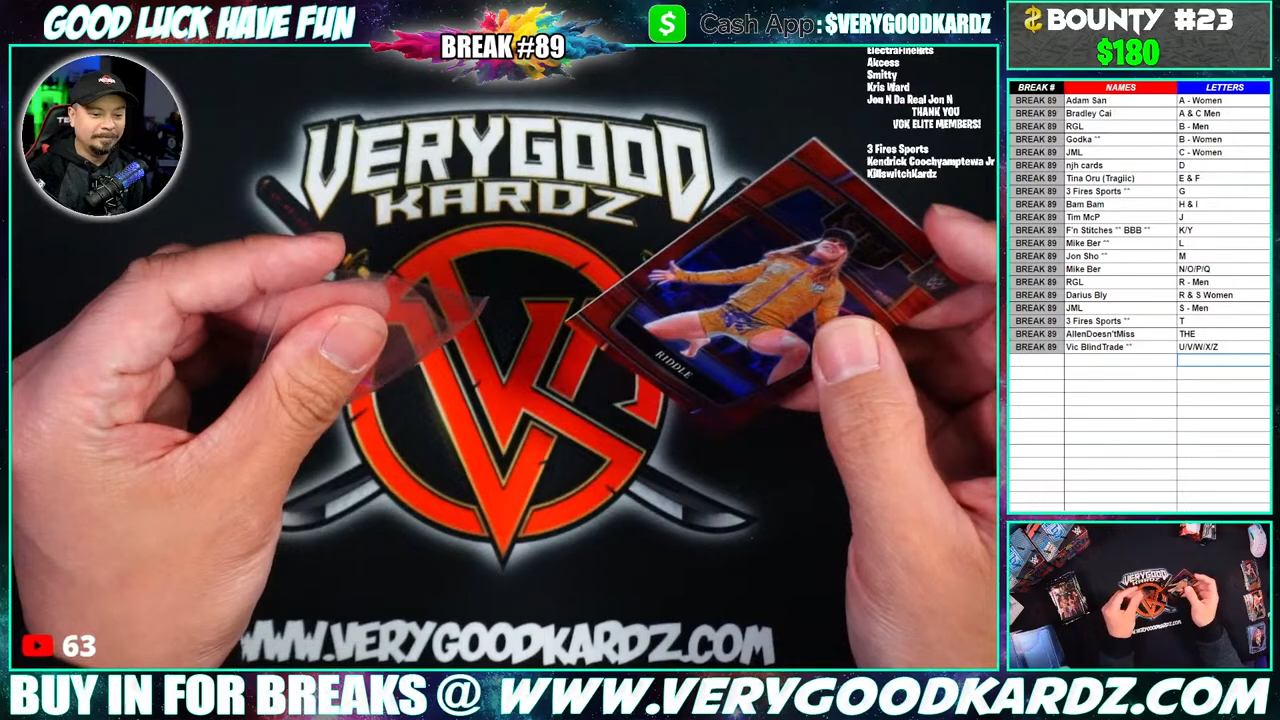 GOOD LUCK HAVE FUN
BREAK #89
Cash App: $VERYGOODKARDZ
$ BOUNTY #23
$180
ElectraFineHits
Akcess
Smitty
Kris Ward
Jon N Da Real Jon N
THANK YOU
VGK ELITE MEMBERS!
3 Fires Sports
Kendrick Goochyamptewa Jr
KillswitchKardz
BREAK # NAMES LETTERS
BREAK 89 Adam San A - Women
BREAK 89 Bradley Cai A & C Men
BREAK 89 RGL B - Men
BREAK 89 Godka ** B - Women
BREAK 89 JML C - Women
BREAK 89 njh cards D
BREAK 89 Tina Oru (Tragiic) E & F
BREAK 89 3 Fires Sports ** G
BREAK 89 Bam Bam H & I
BREAK 89 Tim McP J
BREAK 89 F'n Stitches ** BBB ** K/Y
BREAK 89 Mike Ber ** L
BREAK 89 Jon Sho ** M
BREAK 89 Mike Ber N/O/P/Q
BREAK 89 RGL R - Men
BREAK 89 Darius Bly R & S Women
BREAK 89 JML S - Men
BREAK 89 3 Fires Sports ** T
BREAK 89 AllenDoesn'tMiss THE
BREAK 89 Vic BlindTrade ** U/V/W/X/Z
VERYGOOD
KARDZ
RIDDLE
WWW.VERYGOODKARDZ.COM
63
VERYGOOD
KARDZ
BUY IN FOR BREAKS @ WWW.VERYGOODKARDZ.COM